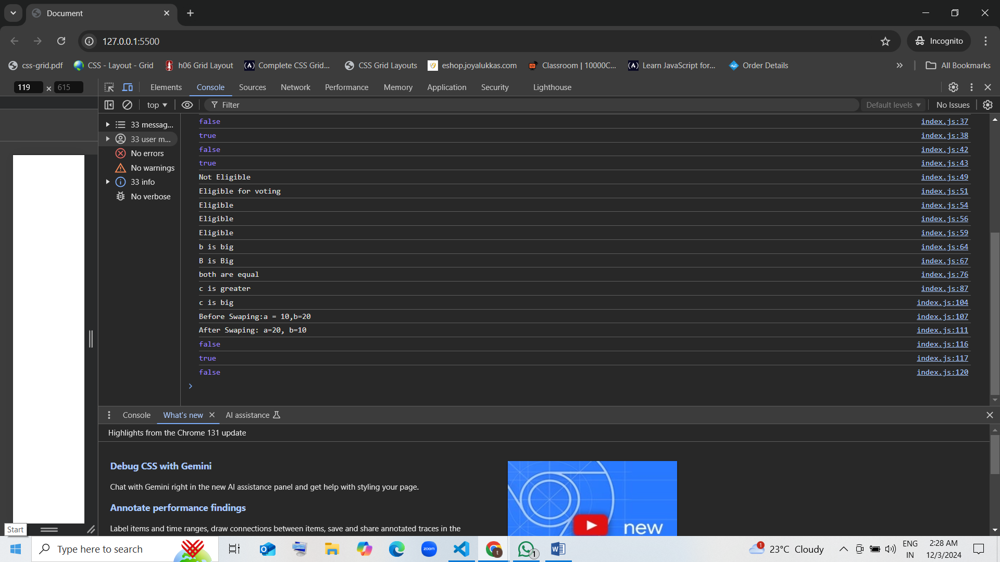 Document
127.0.0.1:5500
Incognito
css-grid.pdf
CSS - Layout - Grid
h06 Grid Layout
Complete CSS Grid...
CSS Grid Layouts
eshop.joyalukkas.com
Classroom | 10000C...
Learn JavaScript for...
Order Details
All Bookmarks
119 × 615
Elements
Console
Sources
Network
Performance
Memory
Application
Security
Lighthouse
top
Filter
Default levels
No Issues
33 messag...
33 user m...
No errors
No warnings
33 info
No verbose
false index.js:37
true index.js:38
false index.js:42
true index.js:43
Not Eligible index.js:49
Eligible for voting index.js:51
Eligible index.js:54
Eligible index.js:56
Eligible index.js:59
b is big index.js:64
B is Big index.js:67
both are equal index.js:76
c is greater index.js:87
c is big index.js:104
Before Swaping:a = 10,b=20 index.js:107
After Swaping: a=20, b=10 index.js:111
false index.js:116
true index.js:117
false index.js:120
Console
What's new
AI assistance
Highlights from the Chrome 131 update
Debug CSS with Gemini
Chat with Gemini right in the new AI assistance panel and get help with styling your page.
Annotate performance findings
Label items and time ranges, draw connections between items, save and share annotated traces in the
new
Start
Type here to search
zoom
t
1
1
23°C Cloudy
ENG
IN
2:28 AM
12/3/2024